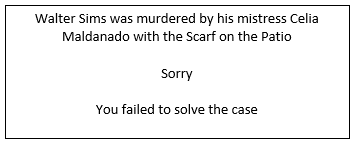 Walter Sims was murdered by his mistress Celia
Maldanado with the Scarf on the Patio
Sorry
You failed to solve the case